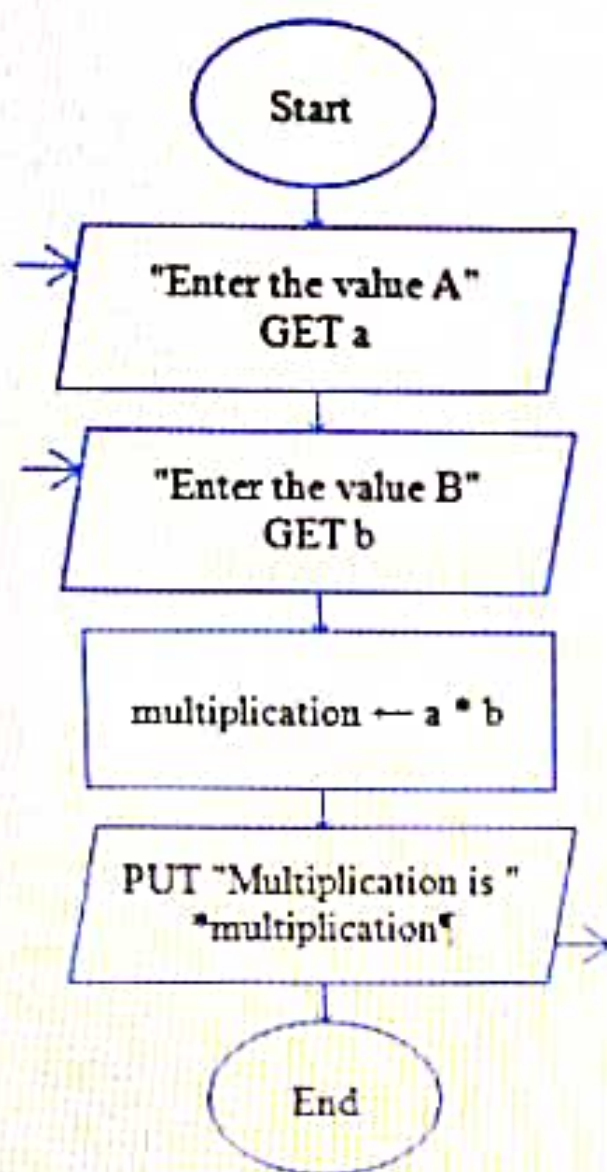 Start
"Enter the value A"
GET a
"Enter the value B"
GET b
multiplication ← a * b
PUT "Multiplication is "
*multiplication¶
End